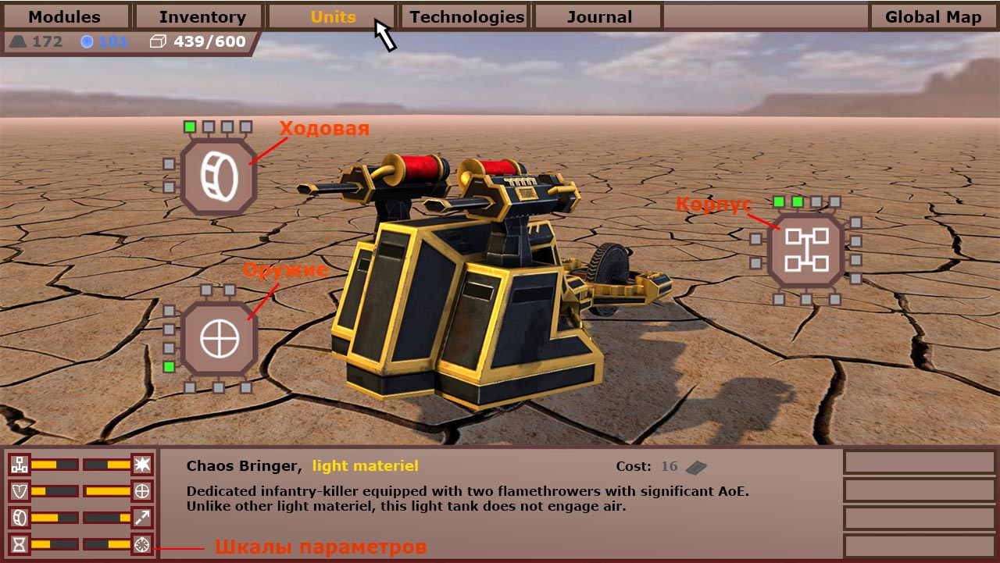 Modules Inventory Units Technologies Journal Global Map
172 101 439/600
Ходовая
Корпус
Оружие
Chaos Bringer, light materiel Cost: 16
Dedicated infantry-killer equipped with two flamethrowers with significant AoE.
Unlike other light materiel, this light tank does not engage air.
Шкалы параметров